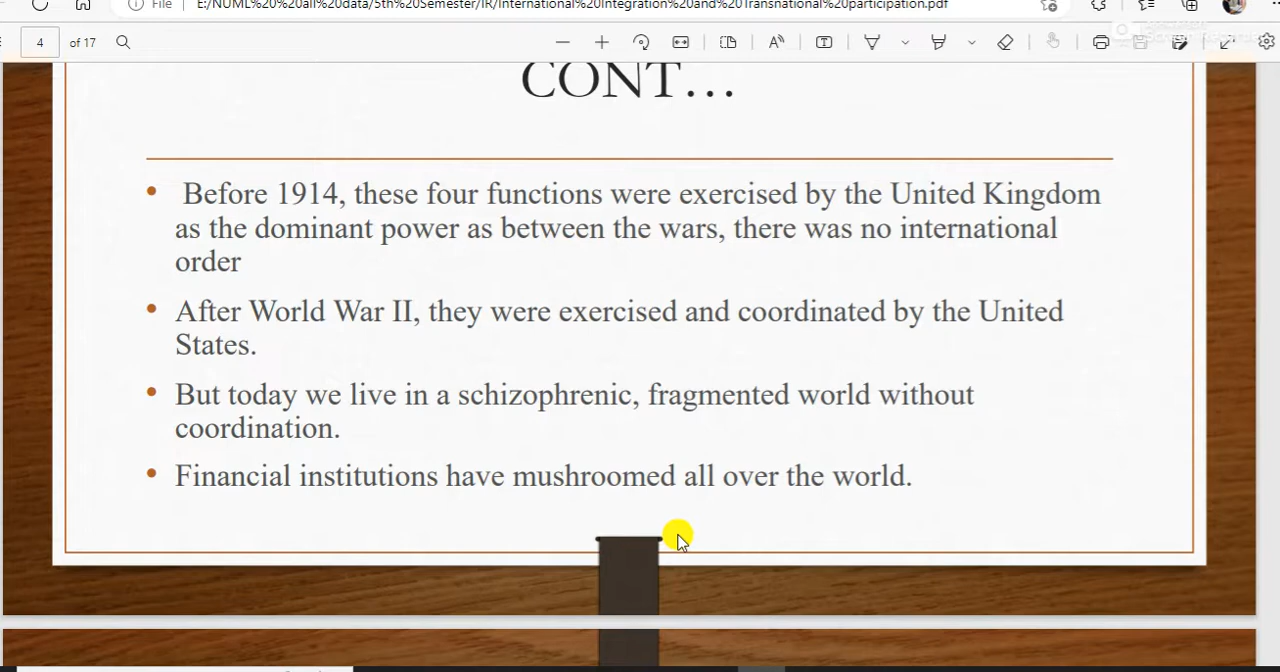 File E:/NUML%20%20all%20data/5th%20Semester/IR/International%20Integration%20and%20Transnational%20participation.pdf
4 of 17
CONT...
• Before 1914, these four functions were exercised by the United Kingdom
as the dominant power as between the wars, there was no international
order
• After World War II, they were exercised and coordinated by the United
States.
• But today we live in a schizophrenic, fragmented world without
coordination.
• Financial institutions have mushroomed all over the world.